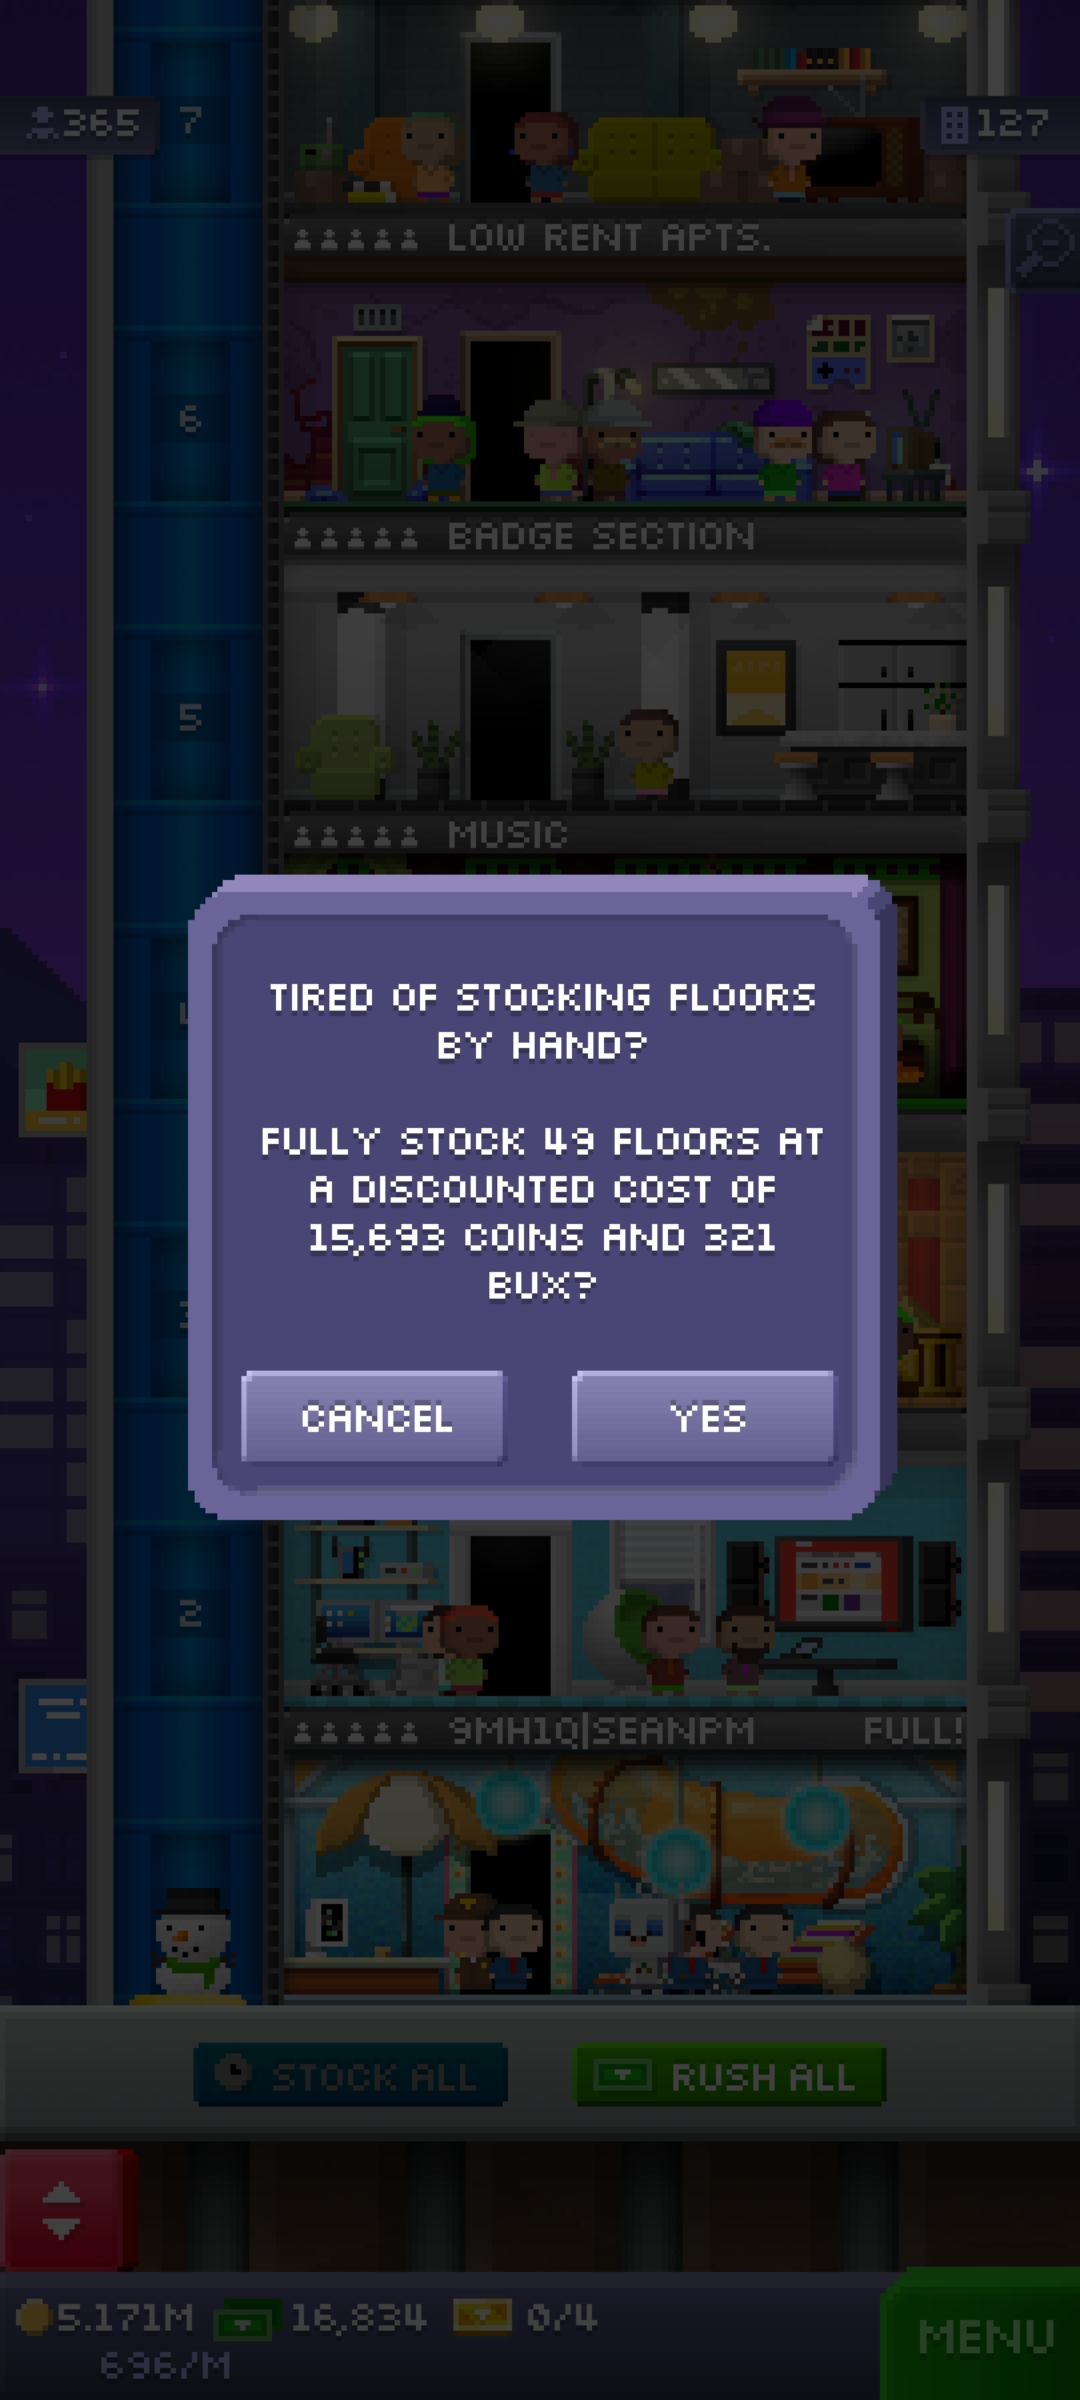 365
7
127
LOW RENT APTS.
6
BADGE SECTION
5
MUSIC
TIRED OF STOCKING FLOORS
BY HAND?
FULLY STOCK 49 FLOORS AT
A DISCOUNTED COST OF
15,693 COINS AND 321
BUX?
CANCEL
YES
2
9MH1Q|SEANPM
FULL!
STOCK ALL
RUSH ALL
5.171M
16,834
0/4
696/M
MENU